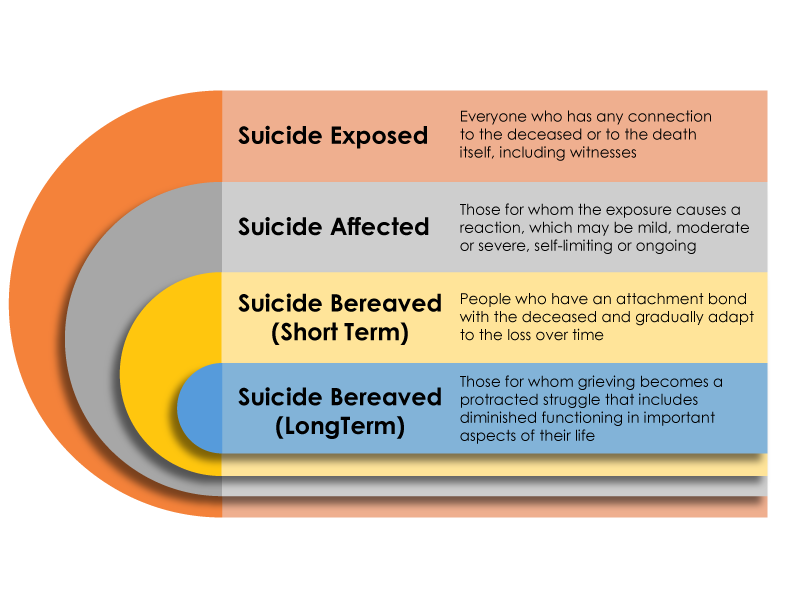 Suicide Exposed
Everyone who has any connection
to the deceased or to the death
itself, including witnesses
Suicide Affected
Those for whom the exposure causes a
reaction, which may be mild, moderate
or severe, self-limiting or ongoing
Suicide Bereaved
(Short Term)
People who have an attachment bond
with the deceased and gradually adapt
to the loss over time
Suicide Bereaved
(LongTerm)
Those for whom grieving becomes a
protracted struggle that includes
diminished functioning in important
aspects of their life